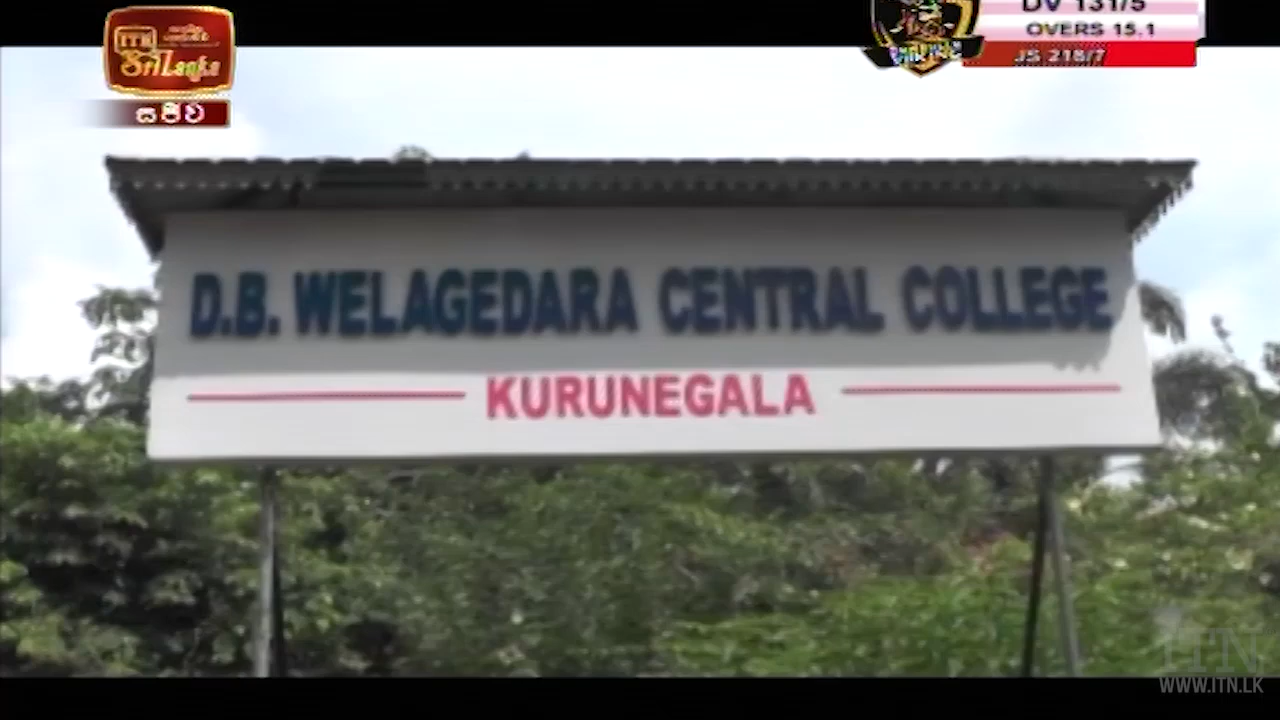 ITN
Sri Lanka
සජීව
DV 131/5
OVERS 15.1
JS 218/7
D.B. WELAGEDARA CENTRAL COLLEGE
KURUNEGALA
ITN
WWW.ITN.LK